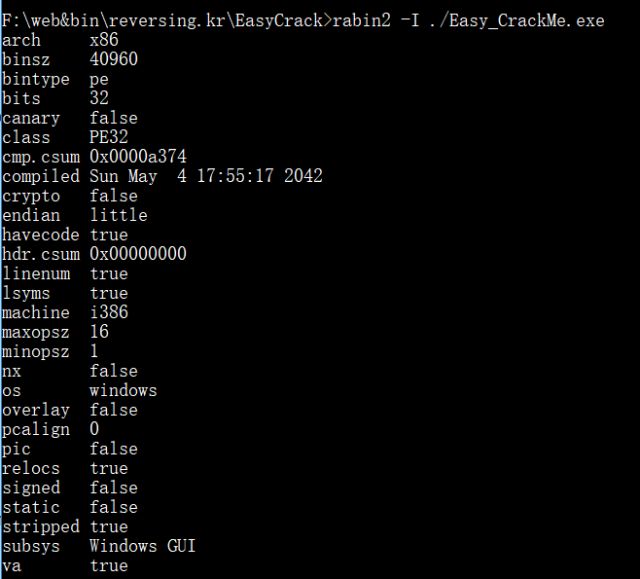 F:\web&bin\reversing.kr\EasyCrack>rabin2 -I ./Easy_CrackMe.exe
arch     x86
binsz    40960
bintype  pe
bits     32
canary   false
class    PE32
cmp.csum 0x0000a374
compiled Sun May  4 17:55:17 2042
crypto   false
endian   little
havecode true
hdr.csum 0x00000000
linenum  true
lsyms    true
machine  i386
maxopsz  16
minopsz  1
nx       false
os       windows
overlay  false
pcalign  0
pic      false
relocs   true
signed   false
static   false
stripped true
subsys   Windows GUI
va       true